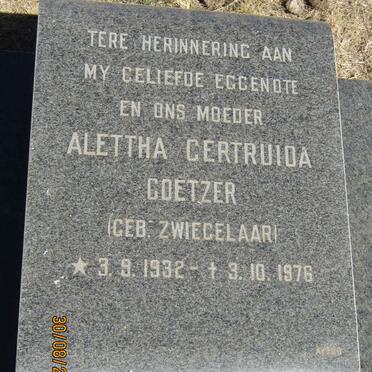 TERE HERINNERING AAN
MY GELIEFDE EGGENOTE
EN ONS MOEDER
ALETTHA GERTRUIDA
COETZER
(GEB. ZWIEGELAAR)
★ 3.9.1932 - † 3.10.1976
30/08/2